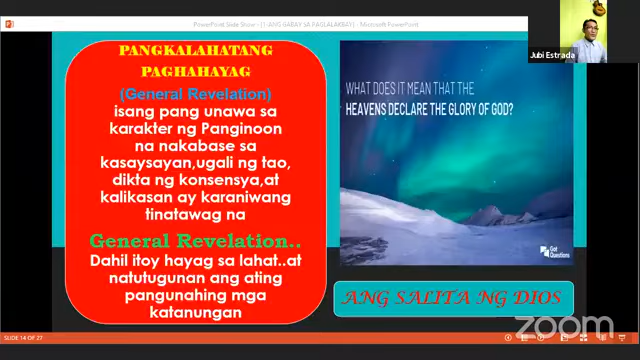 PowerPoint Slide Show - [1-ANG GABAY SA PAGLALAKBAY] - Microsoft PowerPoint
Jubi Estrada
PANGKALAHATANG
PAGHAHAYAG
(General Revelation)
isang pang unawa sa
karakter ng Panginoon
na nakabase sa
kasaysayan,ugali ng tao,
dikta ng konsensya,at
kalikasan ay karaniwang
tinatawag na
General Revelation..
Dahil itoy hayag sa lahat..at
natutugunan ang ating
pangunahing mga
katanungan
WHAT DOES IT MEAN THAT THE
HEAVENS DECLARE THE GLORY OF GOD?
Got
Questions
ANG SALITA NG DIOS
SLIDE 14 OF 27
zoom